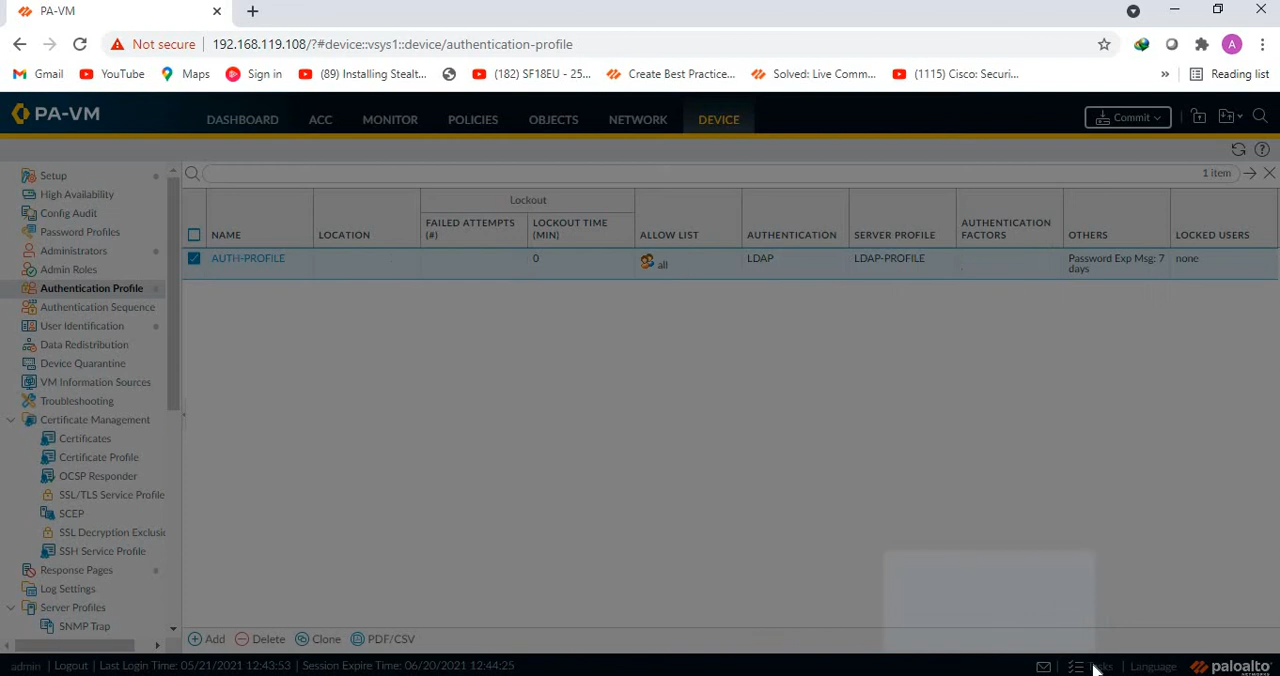 PA-VM
Not secure
192.168.119.108/?#device::vsys1::device/authentication-profile
A
Gmail
YouTube
Maps
Sign in
(89) Installing Stealt...
(182) SF18EU - 25...
Create Best Practice...
Solved: Live Comm...
(1115) Cisco: Securi...
»
Reading list
PA-VM
DASHBOARD
ACC
MONITOR
POLICIES
OBJECTS
NETWORK
DEVICE
Commit
1 item
Setup
High Availability
Config Audit
Password Profiles
Administrators
Admin Roles
Authentication Profile
Authentication Sequence
User Identification
Data Redistribution
Device Quarantine
VM Information Sources
Troubleshooting
Certificate Management
Certificates
Certificate Profile
OCSP Responder
SSL/TLS Service Profile
SCEP
SSL Decryption Exclusio
SSH Service Profile
Response Pages
Log Settings
Server Profiles
SNMP Trap
NAME
LOCATION
Lockout
FAILED ATTEMPTS
(#)
LOCKOUT TIME
(MIN)
ALLOW LIST
AUTHENTICATION
SERVER PROFILE
AUTHENTICATION
FACTORS
OTHERS
LOCKED USERS
AUTH-PROFILE
0
all
LDAP
LDAP-PROFILE
Password Exp Msg: 7
days
none
Add
Delete
Clone
PDF/CSV
admin | Logout | Last Login Time: 05/21/2021 12:43:53 | Session Expire Time: 06/20/2021 12:44:25
Tasks | Language
paloalto
NETWORKS